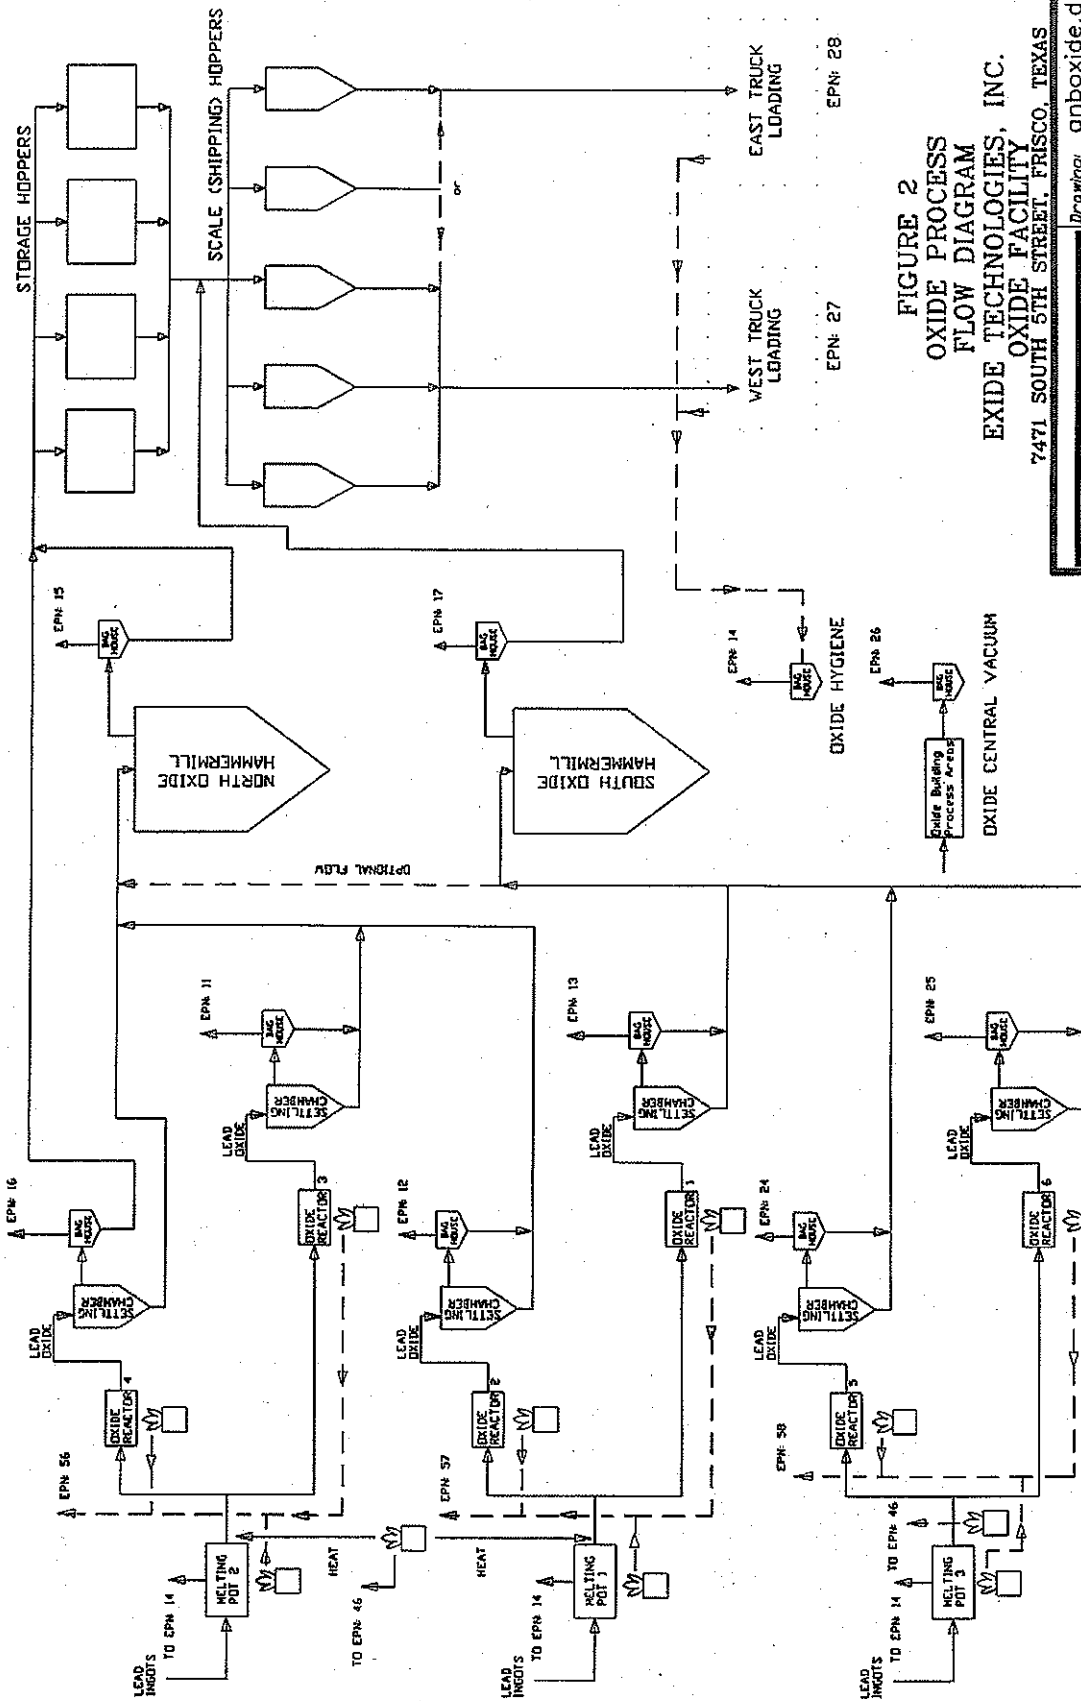 STORAGE HOPPERS
SCALE (SHIPPING) HOPPERS
or
EAST TRUCK
LOADING
EPN: 28
WEST TRUCK
LOADING
EPN: 27
FIGURE 2
OXIDE PROCESS
FLOW DIAGRAM
EXIDE TECHNOLOGIES, INC.
OXIDE FACILITY
7471 SOUTH 5TH STREET, FRISCO, TEXAS
Drawing: gnboxide.d
EPN: 15
BAG
HOUSE
NORTH OXIDE
HAMMERMILL
EPN: 17
BAG
HOUSE
SOUTH OXIDE
HAMMERMILL
EPN: 14
BAG
HOUSE
OXIDE HYGIENE
EPN: 26
BAG
HOUSE
Oxide Building
Process Areas
OXIDE CENTRAL VACUUM
OPTIONAL FLOW
EPN: 16
BAG
HOUSE
SETTLING
CHAMBER
LEAD
OXIDE
OXIDE
REACTOR 4
EPN: 11
BAG
HOUSE
SETTLING
CHAMBER
LEAD
OXIDE
OXIDE
REACTOR 3
EPN: 56
MELTING
POT 2
TO EPN: 14
LEAD
INGOTS
HEAT
TO EPN: 46
HEAT
EPN: 12
BAG
HOUSE
SETTLING
CHAMBER
LEAD
OXIDE
OXIDE
REACTOR 2
EPN: 13
BAG
HOUSE
SETTLING
CHAMBER
LEAD
OXIDE
OXIDE
REACTOR 1
EPN: 57
MELTING
POT 1
TO EPN: 14
LEAD
INGOTS
EPN: 24
BAG
HOUSE
SETTLING
CHAMBER
LEAD
OXIDE
OXIDE
REACTOR 5
EPN: 25
BAG
HOUSE
SETTLING
CHAMBER
LEAD
OXIDE
OXIDE
REACTOR 6
EPN: 58
TO EPN: 46
MELTING
POT 3
TO EPN: 14
LEAD
INGOTS